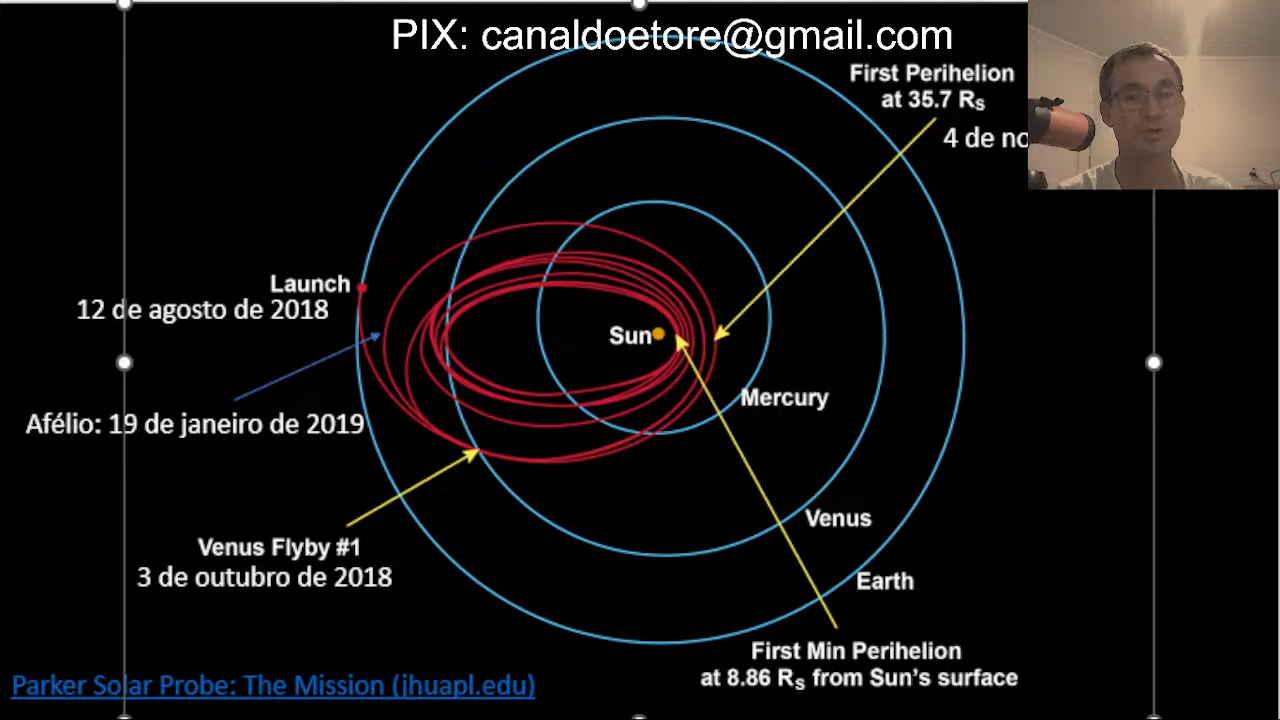 PIX: canaldoetore@gmail.com
First Perihelion
at 35.7 Rs
4 de no
Launch
12 de agosto de 2018
Sun
Mercury
Afélio: 19 de janeiro de 2019
Venus
Venus Flyby #1
3 de outubro de 2018
Earth
First Min Perihelion
at 8.86 Rs from Sun's surface
Parker Solar Probe: The Mission (jhuapl.edu)